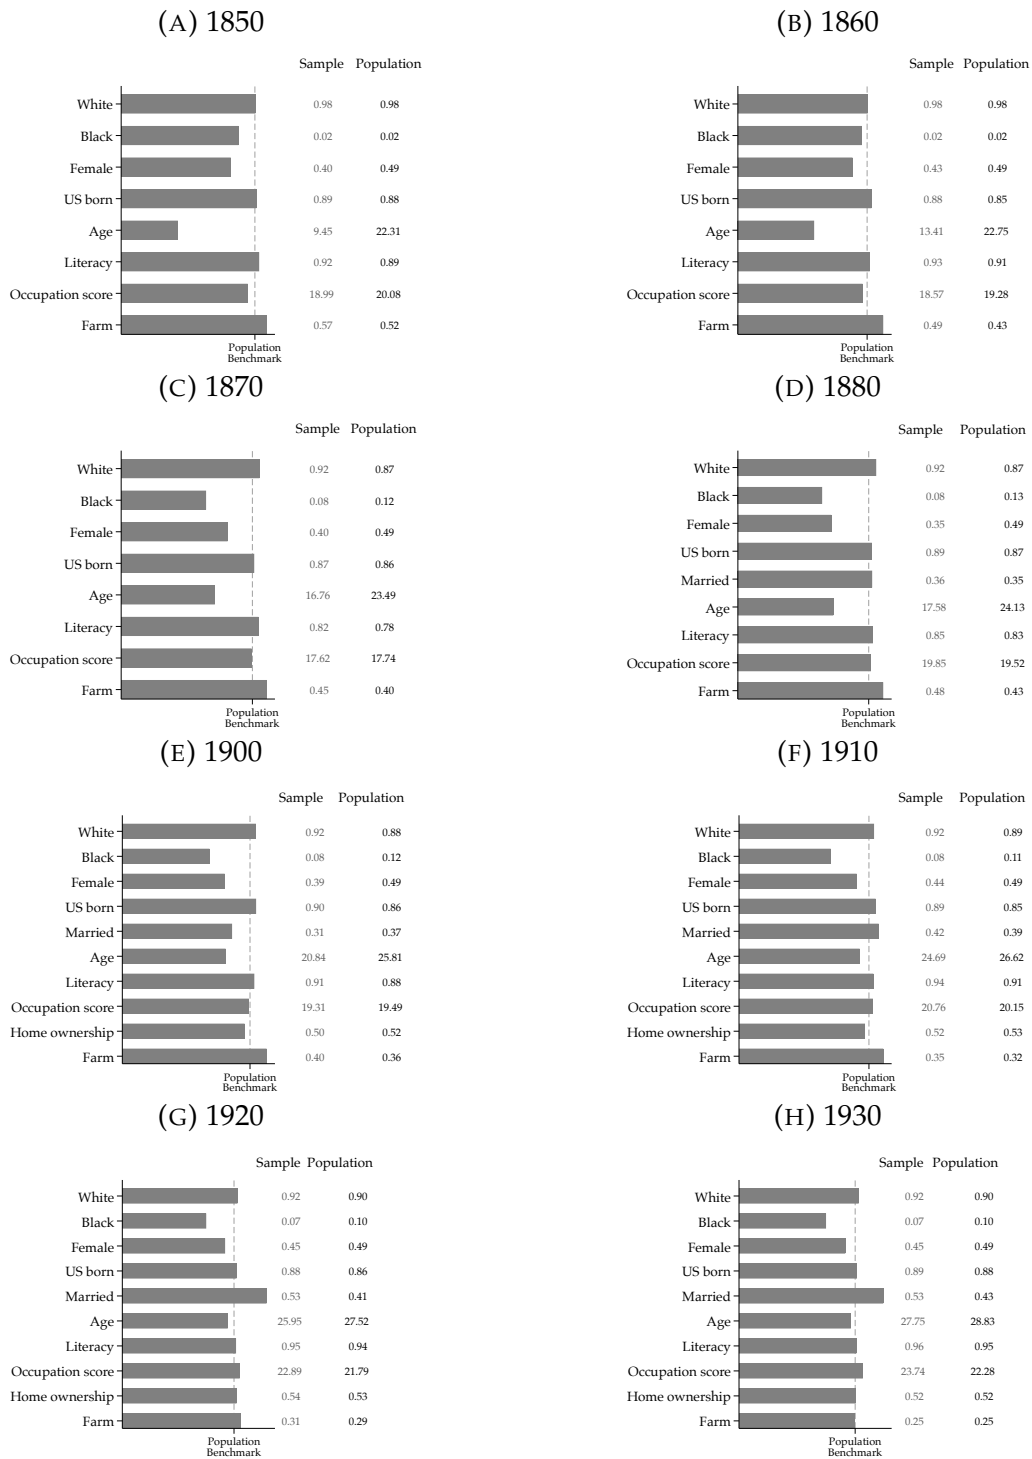 (A) 1850
Sample Population
White 0.98 0.98
Black 0.02 0.02
Female 0.40 0.49
US born 0.89 0.88
Age 9.45 22.31
Literacy 0.92 0.89
Occupation score 18.99 20.08
Farm 0.57 0.52
Population
Benchmark
(B) 1860
Sample Population
White 0.98 0.98
Black 0.02 0.02
Female 0.43 0.49
US born 0.88 0.85
Age 13.41 22.75
Literacy 0.93 0.91
Occupation score 18.57 19.28
Farm 0.49 0.43
Population
Benchmark
(C) 1870
Sample Population
White 0.92 0.87
Black 0.08 0.12
Female 0.40 0.49
US born 0.87 0.86
Age 16.76 23.49
Literacy 0.82 0.78
Occupation score 17.62 17.74
Farm 0.45 0.40
Population
Benchmark
(D) 1880
Sample Population
White 0.92 0.87
Black 0.08 0.13
Female 0.35 0.49
US born 0.89 0.87
Married 0.36 0.35
Age 17.58 24.13
Literacy 0.85 0.83
Occupation score 19.85 19.52
Farm 0.48 0.43
Population
Benchmark
(E) 1900
Sample Population
White 0.92 0.88
Black 0.08 0.12
Female 0.39 0.49
US born 0.90 0.86
Married 0.31 0.37
Age 20.84 25.81
Literacy 0.91 0.88
Occupation score 19.31 19.49
Home ownership 0.50 0.52
Farm 0.40 0.36
Population
Benchmark
(F) 1910
Sample Population
White 0.92 0.89
Black 0.08 0.11
Female 0.44 0.49
US born 0.89 0.85
Married 0.42 0.39
Age 24.69 26.62
Literacy 0.94 0.91
Occupation score 20.76 20.15
Home ownership 0.52 0.53
Farm 0.35 0.32
Population
Benchmark
(G) 1920
Sample Population
White 0.92 0.90
Black 0.07 0.10
Female 0.45 0.49
US born 0.88 0.86
Married 0.53 0.41
Age 25.95 27.52
Literacy 0.95 0.94
Occupation score 22.89 21.79
Home ownership 0.54 0.53
Farm 0.31 0.29
Population
Benchmark
(H) 1930
Sample Population
White 0.92 0.90
Black 0.07 0.10
Female 0.45 0.49
US born 0.89 0.88
Married 0.53 0.43
Age 27.75 28.83
Literacy 0.96 0.95
Occupation score 23.74 22.28
Home ownership 0.52 0.52
Farm 0.25 0.25
Population
Benchmark